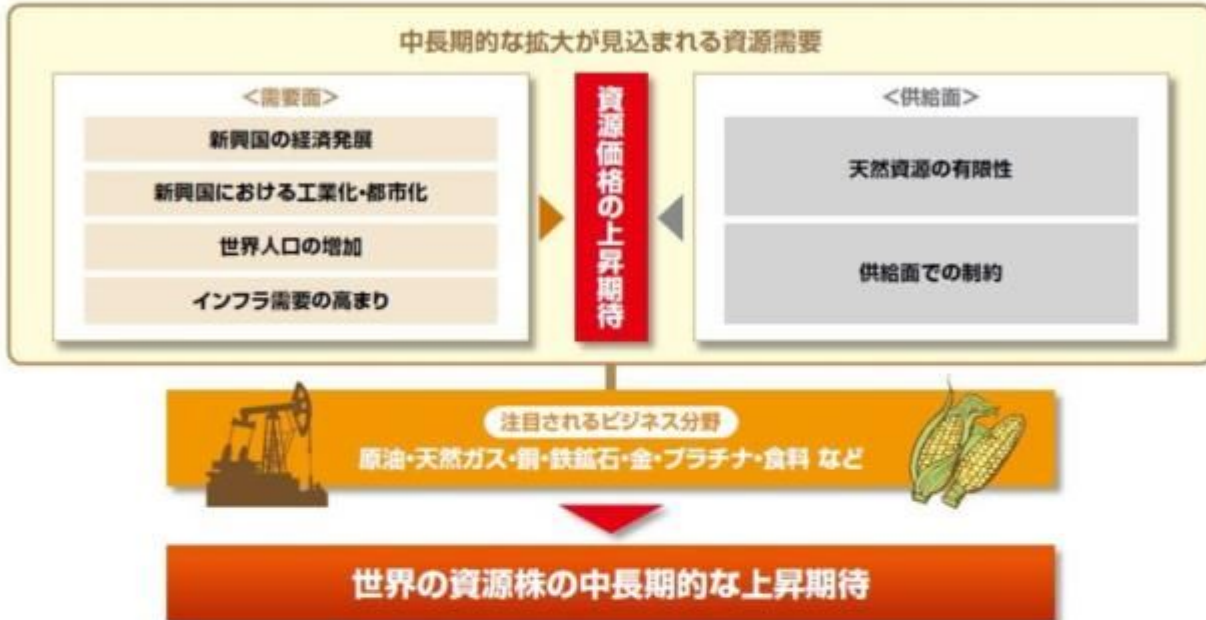 中長期的な拡大が見込まれる資源需要
<需要面>
新興国の経済発展
新興国における工業化・都市化
世界人口の増加
インフラ需要の高まり
資源価格の上昇期待
<供給面>
天然資源の有限性
供給面での制約
注目されるビジネス分野
原油・天然ガス・銅・鉄鉱石・金・プラチナ・食料 など
世界の資源株の中長期的な上昇期待